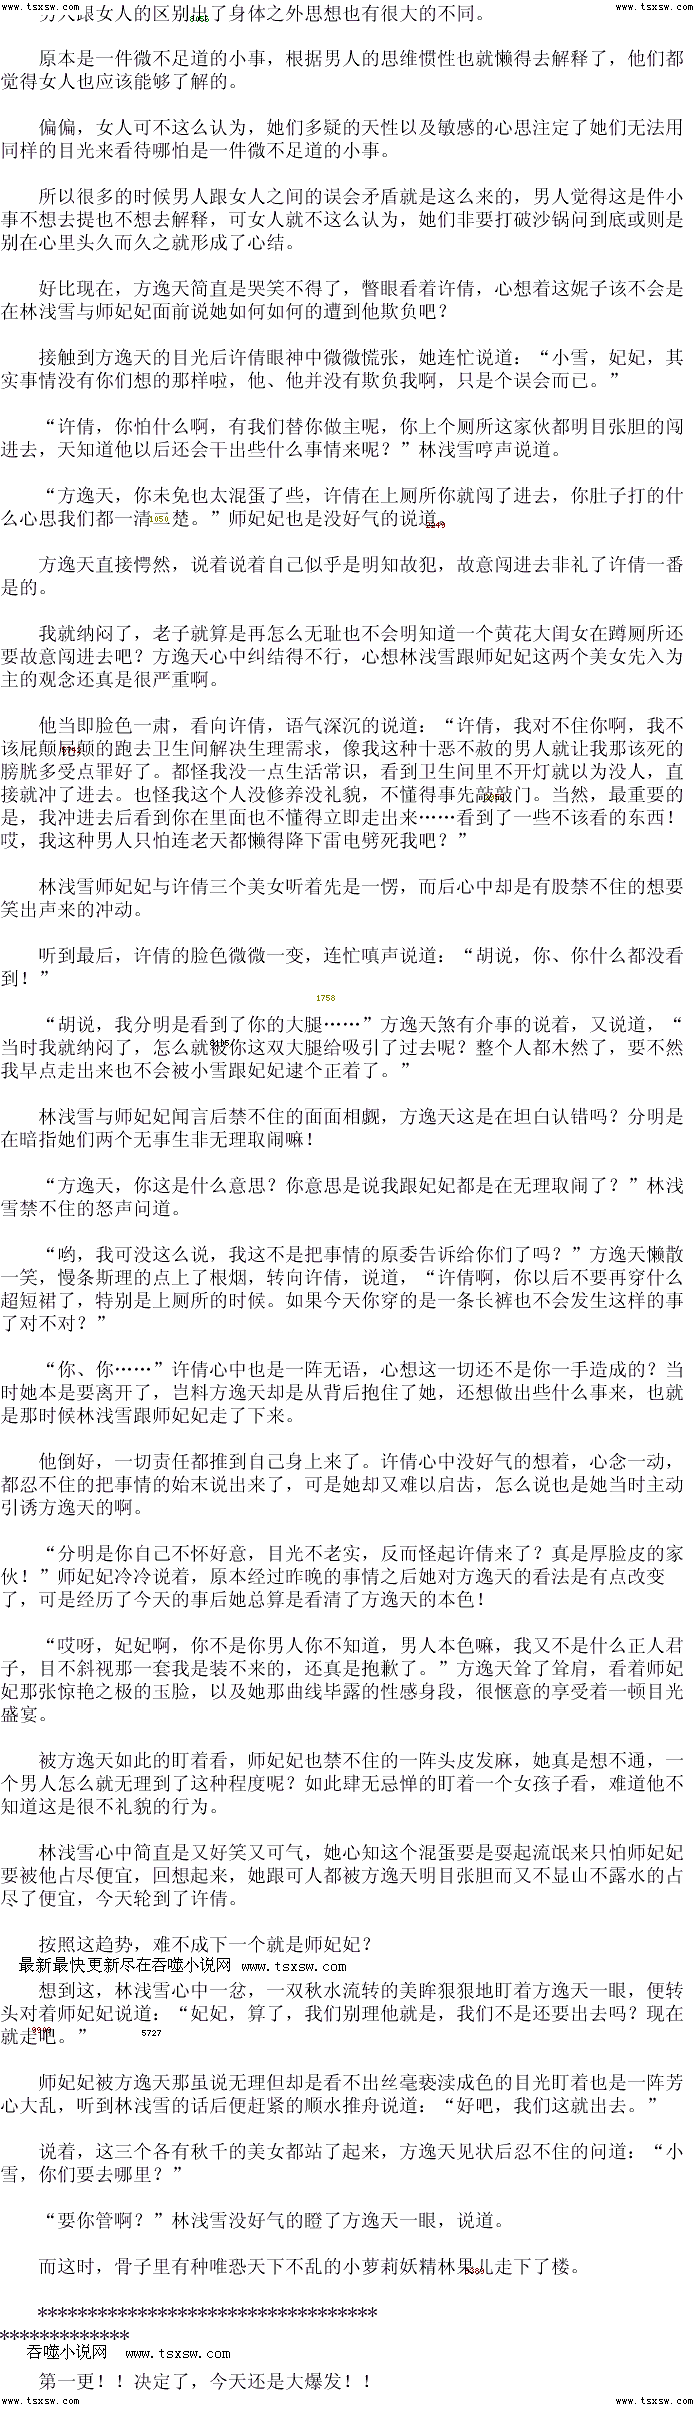 www.tsxsw.com www.tsxsw.com
男人跟女人的区别出了身体之外思想也有很大的不同。
原本是一件微不足道的小事，根据男人的思维惯性也就懒得去解释了，他们都
觉得女人也应该能够了解的。
偏偏，女人可不这么认为，她们多疑的天性以及敏感的心思注定了她们无法用
同样的目光来看待哪怕是一件微不足道的小事。
所以很多的时候男人跟女人之间的误会矛盾就是这么来的，男人觉得这是件小
事不想去提也不想去解释，可女人就不这么认为，她们非要打破沙锅问到底或则是
别在心里头久而久之就形成了心结。
好比现在，方逸天简直是哭笑不得了，瞥眼看着许倩，心想着这妮子该不会是
在林浅雪与师妃妃面前说她如何如何的遭到他欺负吧？
接触到方逸天的目光后许倩眼神中微微慌张，她连忙说道：“小雪，妃妃，其
实事情没有你们想的那样啦，他、他并没有欺负我啊，只是个误会而已。”
“许倩，你怕什么啊，有我们替你做主呢，你上个厕所这家伙都明目张胆的闯
进去，天知道他以后还会干出些什么事情来呢？”林浅雪哼声说道。
“方逸天，你未免也太混蛋了些，许倩在上厕所你就闯了进去，你肚子打的什
么心思我们都一清二楚。”师妃妃也是没好气的说道。
方逸天直接愕然，说着说着自己似乎是明知故犯，故意闯进去非礼了许倩一番
是的。
我就纳闷了，老子就算是再怎么无耻也不会明知道一个黄花大闺女在蹲厕所还
要故意闯进去吧？方逸天心中纠结得不行，心想林浅雪跟师妃妃这两个美女先入为
主的观念还真是很严重啊。
他当即脸色一肃，看向许倩，语气深沉的说道：“许倩，我对不住你啊，我不
该屁颠屁颠的跑去卫生间解决生理需求，像我这种十恶不赦的男人就让我那该死的
膀胱多受点罪好了。都怪我没一点生活常识，看到卫生间里不开灯就以为没人，直
接就冲了进去。也怪我这个人没修养没礼貌，不懂得事先敲敲门。当然，最重要的
是，我冲进去后看到你在里面也不懂得立即走出来……看到了一些不该看的东西！
哎，我这种男人只怕连老天都懒得降下雷电劈死我吧？”
林浅雪师妃妃与许倩三个美女听着先是一愣，而后心中却是有股禁不住的想要
笑出声来的冲动。
听到最后，许倩的脸色微微一变，连忙嗔声说道：“胡说，你、你什么都没看
到！”
1758
“胡说，我分明是看到了你的大腿……”方逸天煞有介事的说着，又说道，“
当时我就纳闷了，怎么就被你这双大腿给吸引了过去呢？整个人都木然了，要不然
我早点走出来也不会被小雪跟妃妃逮个正着了。”
林浅雪与师妃妃闻言后禁不住的面面相觑，方逸天这是在坦白认错吗？分明是
在暗指她们两个无事生非无理取闹嘛！
“方逸天，你这是什么意思？你意思是说我跟妃妃都是在无理取闹了？”林浅
雪禁不住的怒声问道。
“哟，我可没这么说，我这不是把事情的原委告诉给你们了吗？”方逸天懒散
一笑，慢条斯理的点上了根烟，转向许倩，说道，“许倩啊，你以后不要再穿什么
超短裙了，特别是上厕所的时候。如果今天你穿的是一条长裤也不会发生这样的事
了对不对？”
“你、你……”许倩心中也是一阵无语，心想这一切还不是你一手造成的？当
时她本是要离开了，岂料方逸天却是从背后抱住了她，还想做出些什么事来，也就
是那时候林浅雪跟师妃妃走了下来。
他倒好，一切责任都推到自己身上来了。许倩心中没好气的想着，心念一动，
都忍不住的把事情的始末说出来了，可是她却又难以启齿，怎么说也是她当时主动
引诱方逸天的啊。
“分明是你自己不怀好意，目光不老实，反而怪起许倩来了？真是厚脸皮的家
伙！”师妃妃冷冷说着，原本经过昨晚的事情之后她对方逸天的看法是有点改变
了，可是经历了今天的事后她总算是看清了方逸天的本色！
“哎呀，妃妃啊，你不是你男人你不知道，男人本色嘛，我又不是什么正人君
子，目不斜视那一套我是装不来的，还真是抱歉了。”方逸天耸了耸肩，看着师妃
妃那张惊艳之极的玉脸，以及她那曲线毕露的性感身段，很惬意的享受着一顿目光
盛宴。
被方逸天如此的盯着看，师妃妃也禁不住的一阵头皮发麻，她真是想不通，一
个男人怎么就无理到了这种程度呢？如此肆无忌惮的盯着一个女孩子看，难道他不
知道这是很不礼貌的行为。
林浅雪心中简直是又好笑又可气，她心知这个混蛋要是耍起流氓来只怕师妃妃
要被他占尽便宜，回想起来，她跟可人都被方逸天明目张胆而又不显山不露水的占
尽了便宜，今天轮到了许倩。
按照这趋势，难不成下一个就是师妃妃？
最新最快更新尽在吞噬小说网 www.tsxsw.com
想到这，林浅雪心中一忿，一双秋水流转的美眸狠狠地盯着方逸天一眼，便转
头对着师妃妃说道：“妃妃，算了，我们别理他就是，我们不是还要出去吗？现在
就走吧。” 5727
师妃妃被方逸天那虽说无理但却是看不出丝毫亵渎成色的目光盯着也是一阵芳
心大乱，听到林浅雪的话后便赶紧的顺水推舟说道：“好吧，我们这就出去。”
说着，这三个各有秋千的美女都站了起来，方逸天见状后忍不住的问道：“小
雪，你们要去哪里？”
“要你管啊？”林浅雪没好气的瞪了方逸天一眼，说道。
而这时，骨子里有种唯恐天下不乱的小萝莉妖精林果儿走下了楼。
**********************************
*************
吞噬小说网 www.tsxsw.com
第一更！！决定了，今天还是大爆发！！
www.tsxsw.com www.tsxsw.com